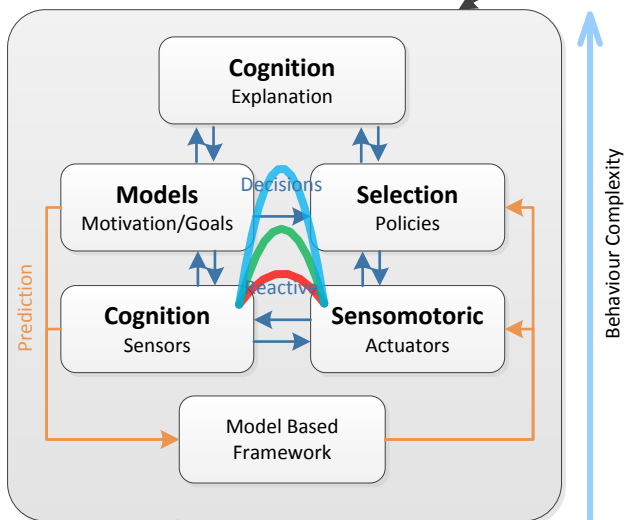 Cognition
Explanation
Models
Motivation/Goals
Decisions
Selection
Policies
Reactive
Cognition
Sensors
Sensomotoric
Actuators
Prediction
Model Based
Framework
Behaviour Complexity